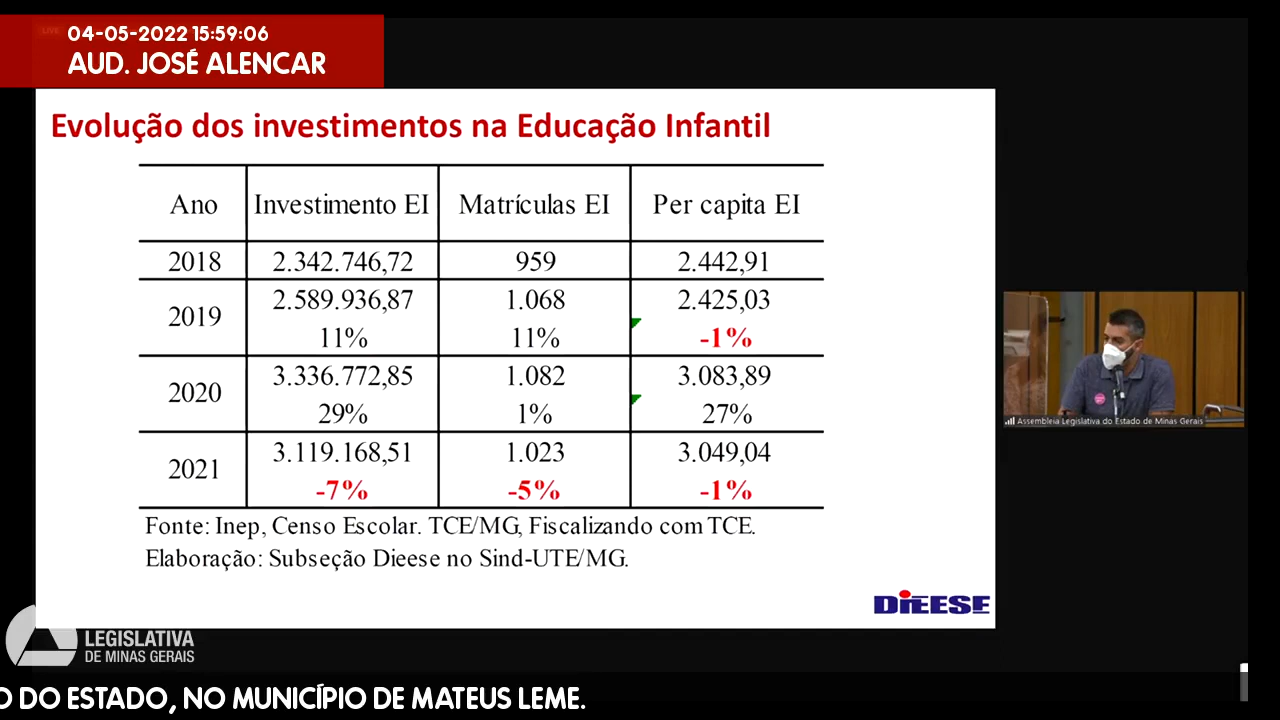 LIVE
04-05-2022 15:59:06
AUD. JOSÉ ALENCAR
Evolução dos investimentos na Educação Infantil
Ano Investimento EI Matrículas EI Per capita EI
2018 2.342.746,72 959 2.442,91
2019 2.589.936,87 1.068 2.425,03
11% 11% -1%
2020 3.336.772,85 1.082 3.083,89
29% 1% 27%
2021 3.119.168,51 1.023 3.049,04
-7% -5% -1%
Fonte: Inep, Censo Escolar. TCE/MG, Fiscalizando com TCE.
Elaboração: Subseção Dieese no Sind-UTE/MG.
DIEESE
Assembleia Legislativa do Estado de Minas Gerais
LEGISLATIVA
DE MINAS GERAIS
O DO ESTADO, NO MUNICÍPIO DE MATEUS LEME.